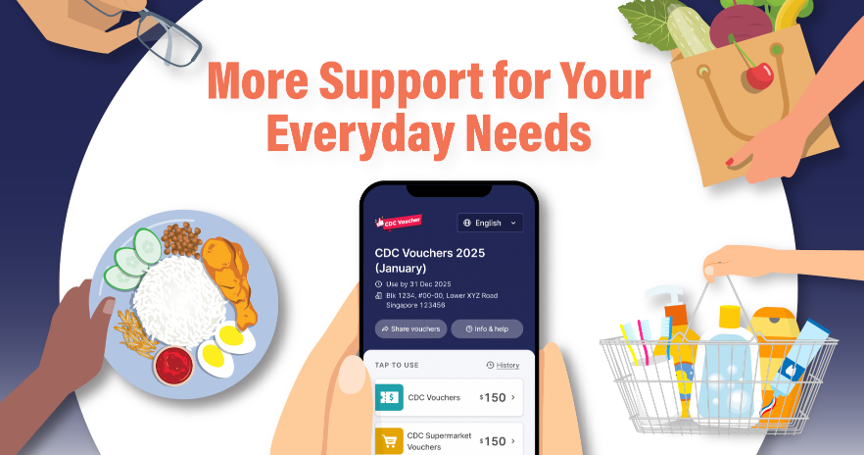 More Support for Your
Everyday Needs
CDC Voucher
English
CDC Vouchers 2025
(January)
Use by 31 Dec 2025
Blk 1234, #00-00, Lower XYZ Road
Singapore 123456
Share vouchers
Info & help
TAP TO USE
History
CDC Vouchers
$150
CDC Supermarket
Vouchers
$150